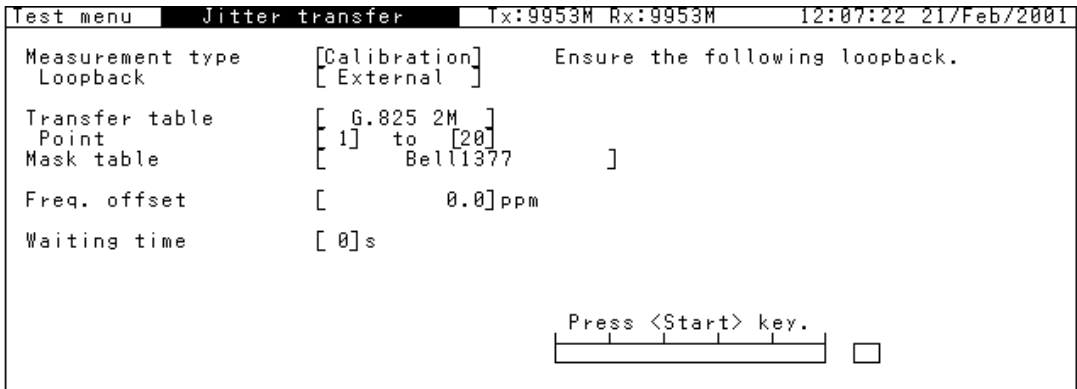 Test menu Jitter transfer Tx:9953M Rx:9953M 12:07:22 21/Feb/2001
Measurement type [Calibration] Ensure the following loopback.
Loopback [ External ]
Transfer table [ G.825 2M ]
Point [ 1] to [20]
Mask table [ Bell1377 ]
Freq. offset [ 0.0]ppm
Waiting time [ 0]s
Press <Start> key.